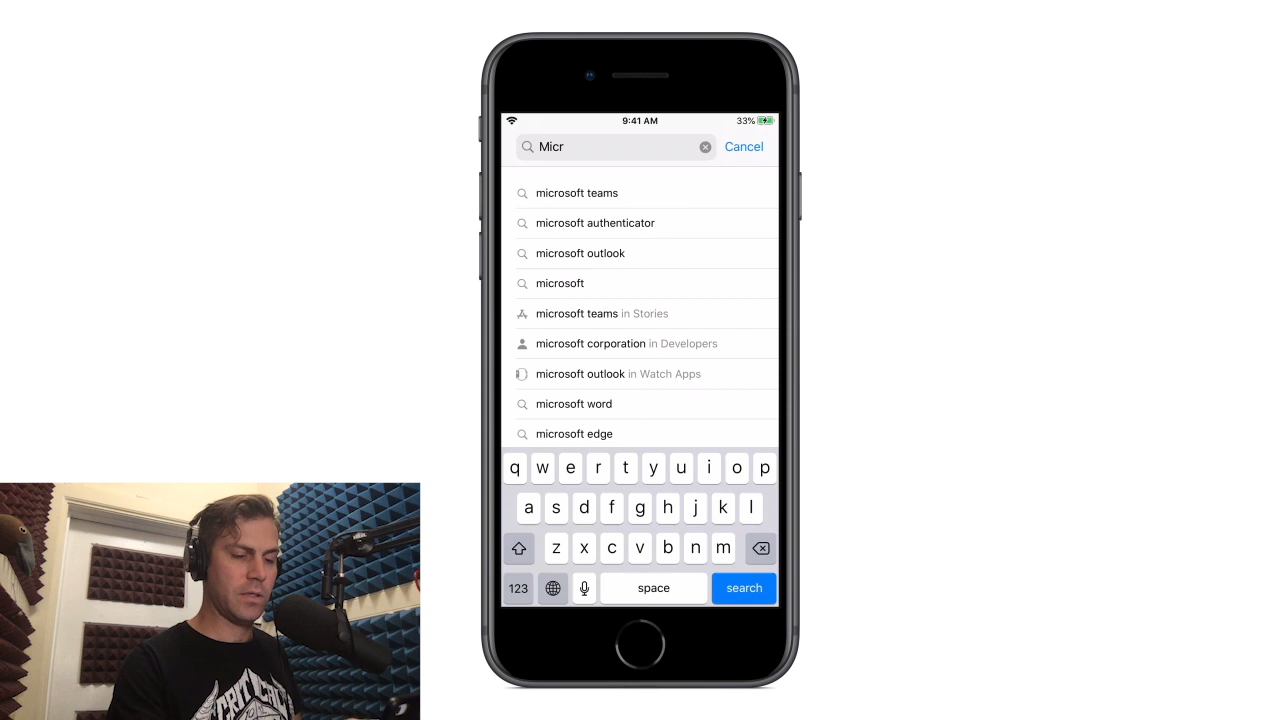 9:41 AM 33%
Micr Cancel
microsoft teams
microsoft authenticator
microsoft outlook
microsoft
microsoft teams in Stories
microsoft corporation in Developers
microsoft outlook in Watch Apps
microsoft word
microsoft edge
q w e r t y u i o p
a s d f g h j k l
z x c v b n m
123 space search